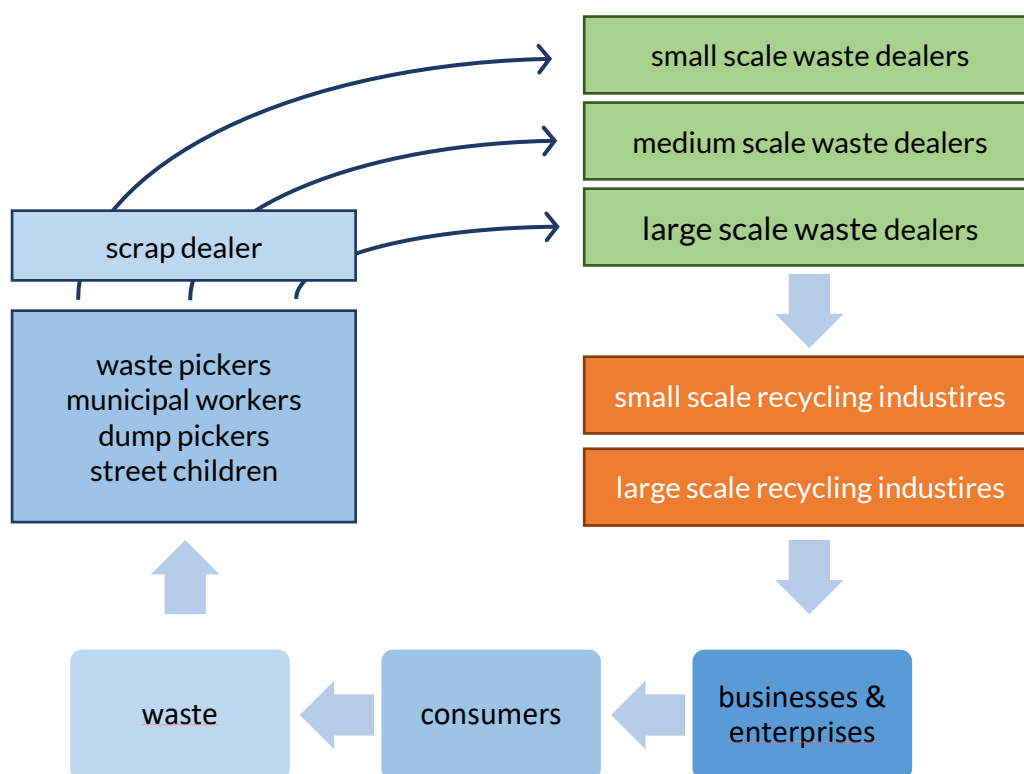 small scale waste dealers
medium scale waste dealers
large scale waste dealers
scrap dealer
waste pickers
municipal workers
dump pickers
street children
small scale recycling industires
large scale recycling industires
waste
consumers
businesses &
enterprises